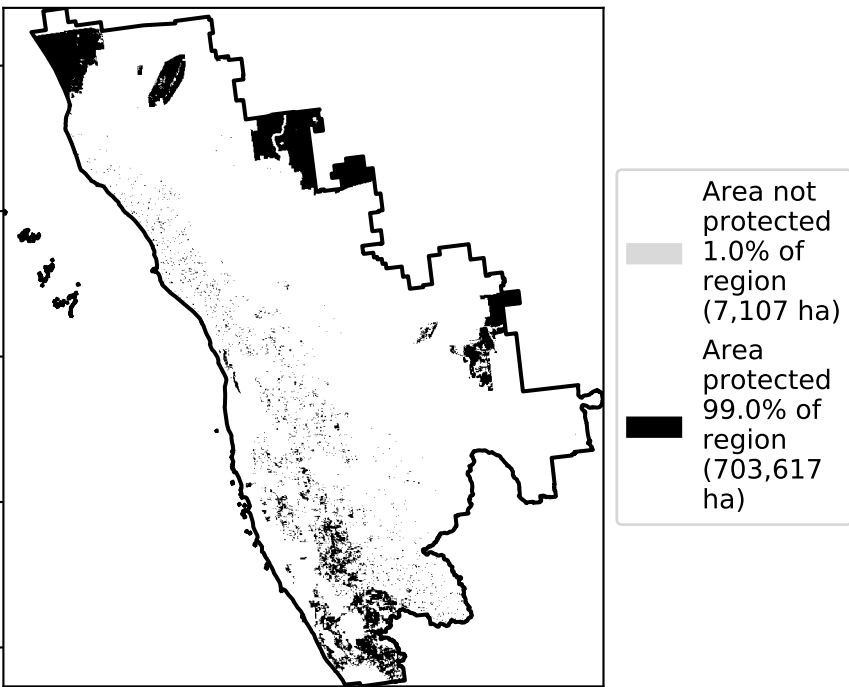 Area not
protected
1.0% of
region
(7,107 ha)
Area
protected
99.0% of
region
(703,617
ha)